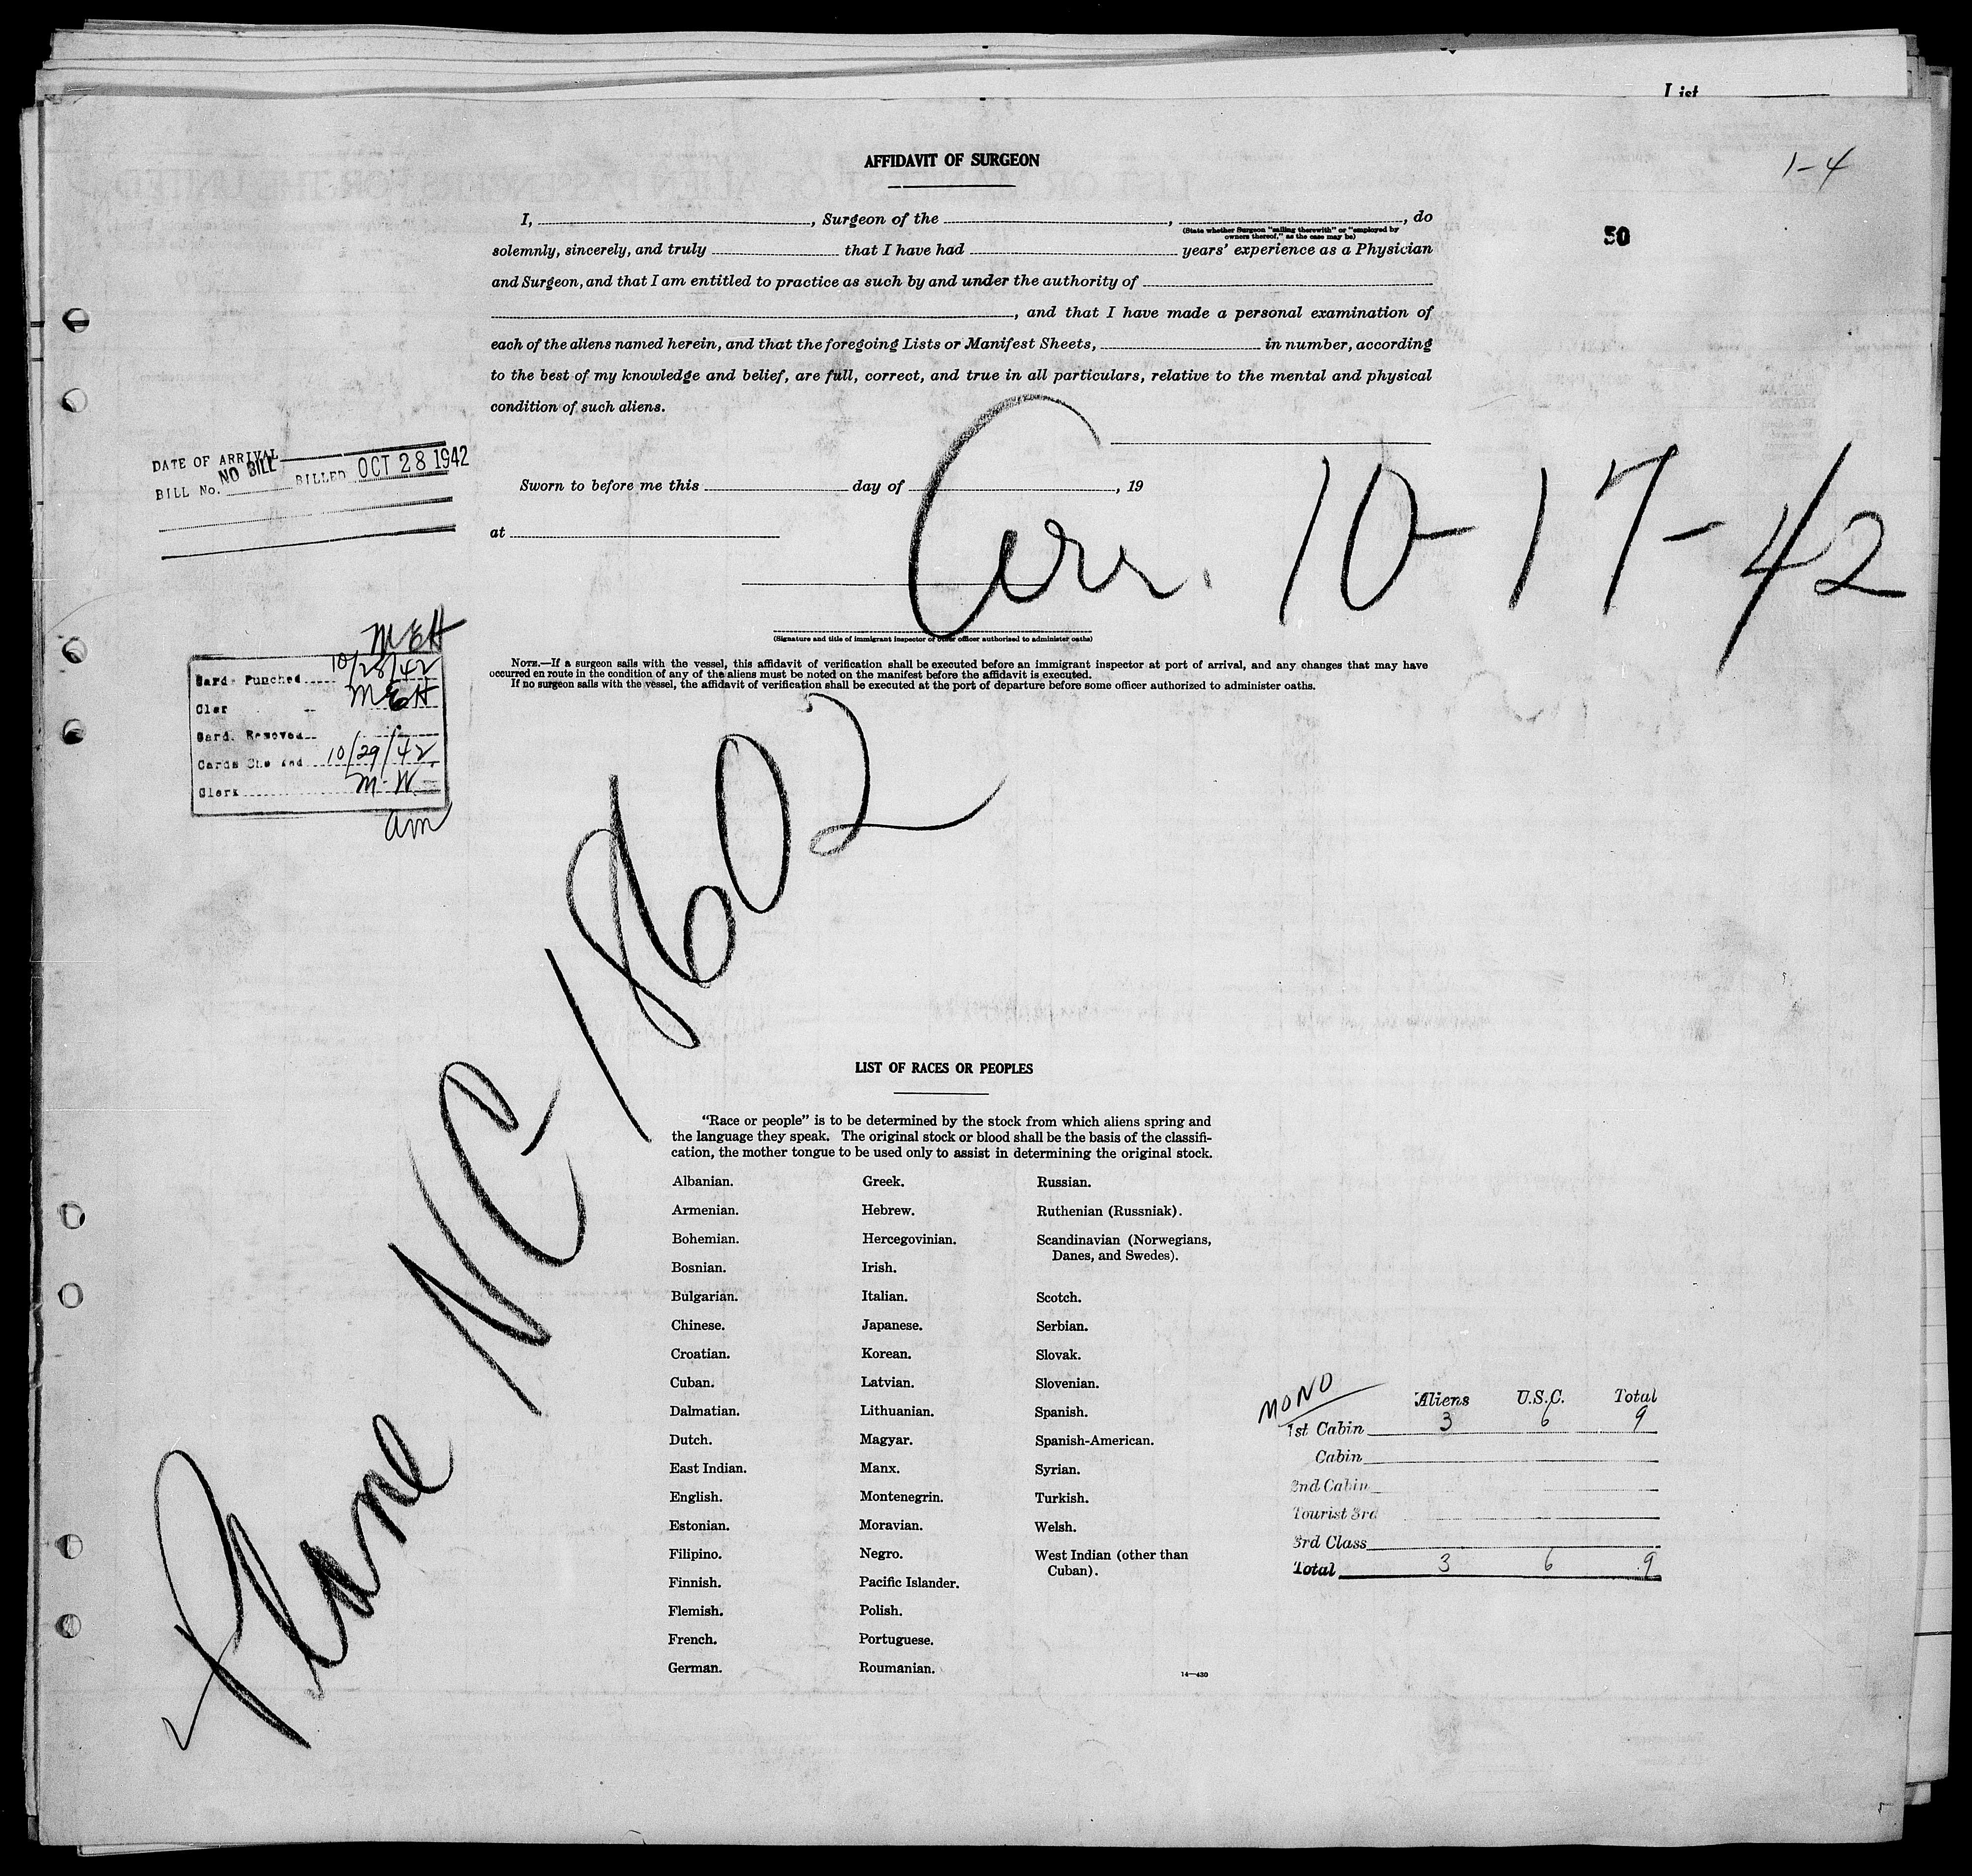 List
AFFIDAVIT OF SURGEON
1-4
I, , Surgeon of the , , do
(State whether Surgeon "sailing therewith" or "employed by
owners thereof," as the case may be)
50
solemnly, sincerely, and truly that I have had years' experience as a Physician
and Surgeon, and that I am entitled to practice as such by and under the authority of
, and that I have made a personal examination of
each of the aliens named herein, and that the foregoing Lists or Manifest Sheets, in number, according
to the best of my knowledge and belief, are full, correct, and true in all particulars, relative to the mental and physical
condition of such aliens.
DATE OF ARRIVAL
BILL No. NO BILL BILLED OCT 28 1942
Sworn to before me this day of , 19
at
Arr. 10-17-42
(Signature and title of immigrant inspector or other officer authorized to administer oaths)
NOTE.—If a surgeon sails with the vessel, this affidavit of verification shall be executed before an immigrant inspector at port of arrival, and any changes that may have
occurred en route in the condition of any of the aliens must be noted on the manifest before the affidavit is executed.
If no surgeon sails with the vessel, the affidavit of verification shall be executed at the port of departure before some officer authorized to administer oaths.
MEH
Card Punched 10/28/42
Cler MEH
Card Removed
Cards Che ked 10/29/42
Clerk M.W.
am
Plane NC 18602
LIST OF RACES OR PEOPLES
"Race or people" is to be determined by the stock from which aliens spring and
the language they speak. The original stock or blood shall be the basis of the classifi-
cation, the mother tongue to be used only to assist in determining the original stock.
Albanian.
Armenian.
Bohemian.
Bosnian.
Bulgarian.
Chinese.
Croatian.
Cuban.
Dalmatian.
Dutch.
East Indian.
English.
Estonian.
Filipino.
Finnish.
Flemish.
French.
German.
Greek.
Hebrew.
Hercegovinian.
Irish.
Italian.
Japanese.
Korean.
Latvian.
Lithuanian.
Magyar.
Manx.
Montenegrin.
Moravian.
Negro.
Pacific Islander.
Polish.
Portuguese.
Roumanian.
Russian.
Ruthenian (Russniak).
Scandinavian (Norwegians,
Danes, and Swedes).
Scotch.
Serbian.
Slovak.
Slovenian.
Spanish.
Spanish-American.
Syrian.
Turkish.
Welsh.
West Indian (other than
Cuban).
14—430
MONO
Aliens U.S.C. Total
1st Cabin 3 6 9
Cabin
2nd Cabin
Tourist 3rd
3rd Class
Total 3 6 9